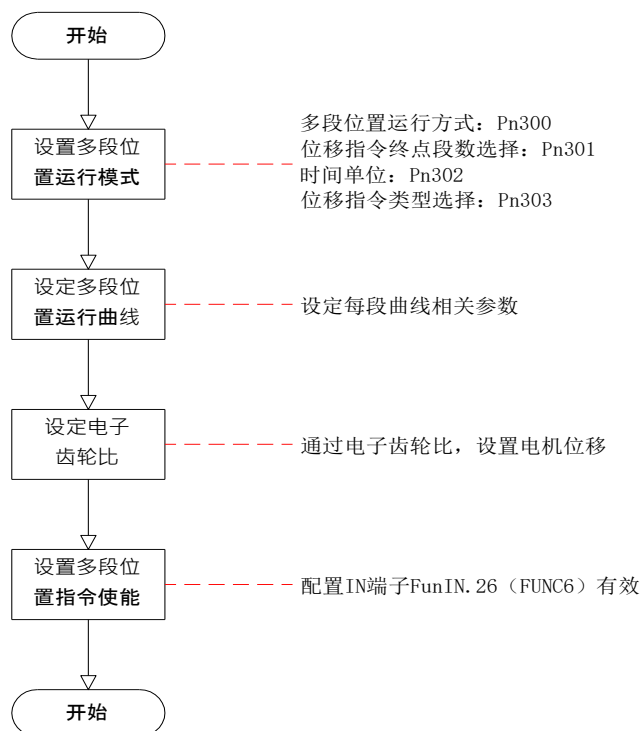 开始
设置多段位
置运行模式
多段位置运行方式：Pn300
位移指令终点段数选择：Pn301
时间单位：Pn302
位移指令类型选择：Pn303
设定多段位
置运行曲线
设定每段曲线相关参数
设定电子
齿轮比
通过电子齿轮比，设置电机位移
设置多段位
置指令使能
配置IN端子FunIN.26（FUNC6）有效
开始